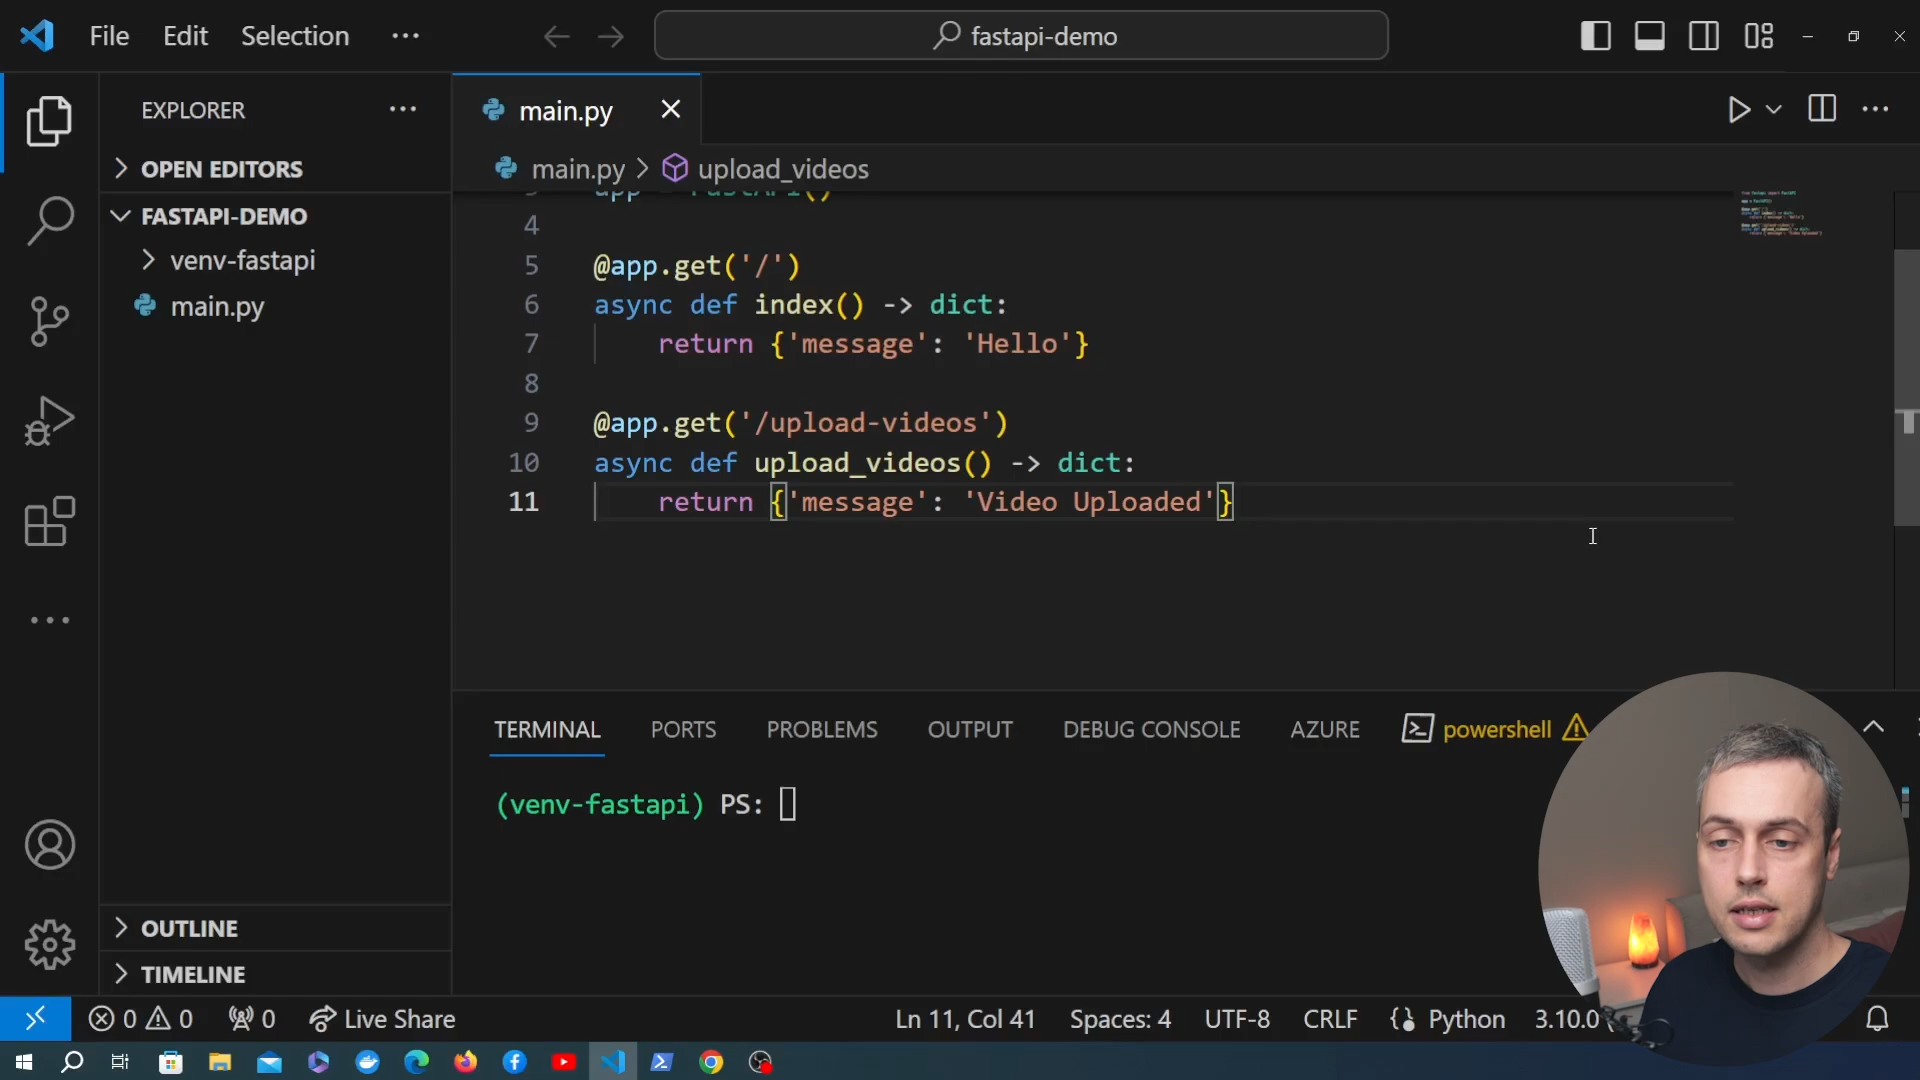 File Edit Selection ··· fastapi-demo
EXPLORER ···
OPEN EDITORS
FASTAPI-DEMO
venv-fastapi
main.py
main.py
main.py > upload_videos
3 app = FastAPI()
4
5 @app.get('/')
6 async def index() -> dict:
7 return {'message': 'Hello'}
8
9 @app.get('/upload-videos')
10 async def upload_videos() -> dict:
11 return {'message': 'Video Uploaded'}
TERMINAL PORTS PROBLEMS OUTPUT DEBUG CONSOLE AZURE powershell
(venv-fastapi) PS:
OUTLINE
TIMELINE
0 0 0 Live Share Ln 11, Col 41 Spaces: 4 UTF-8 CRLF Python 3.10.0